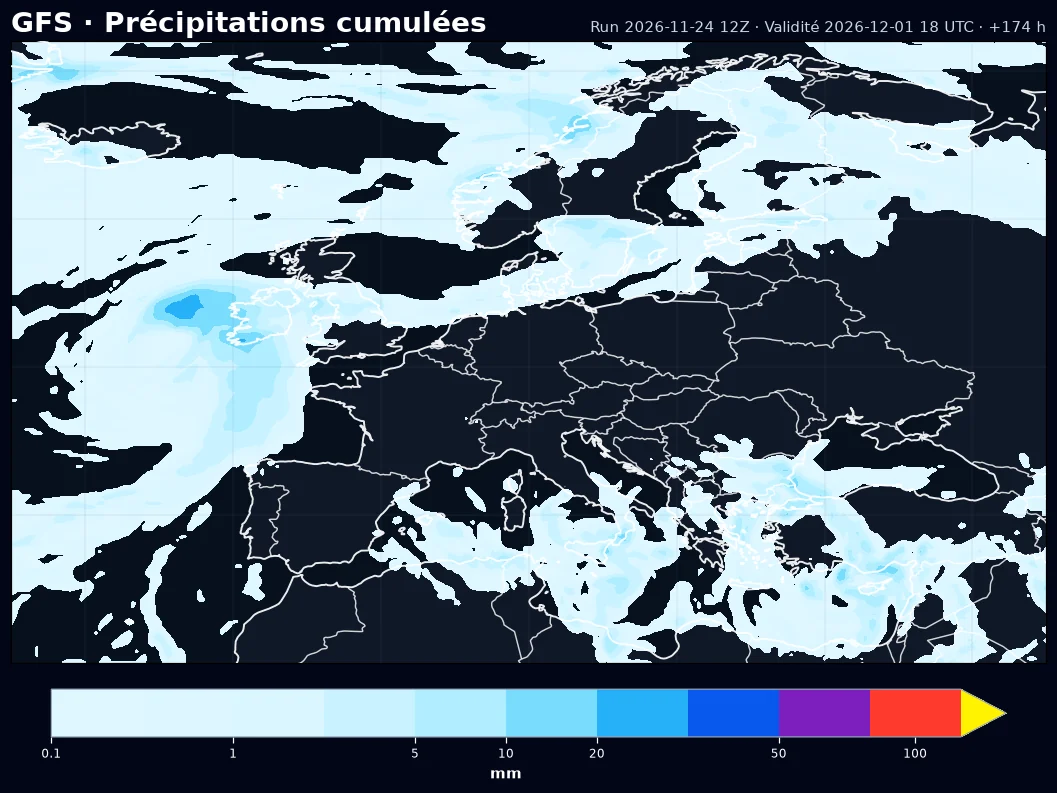 GFS · Précipitations cumulées
Run 2026-11-24 12Z · Validité 2026-12-01 18 UTC · +174 h
0.1 1 5 10 20 50 100
mm